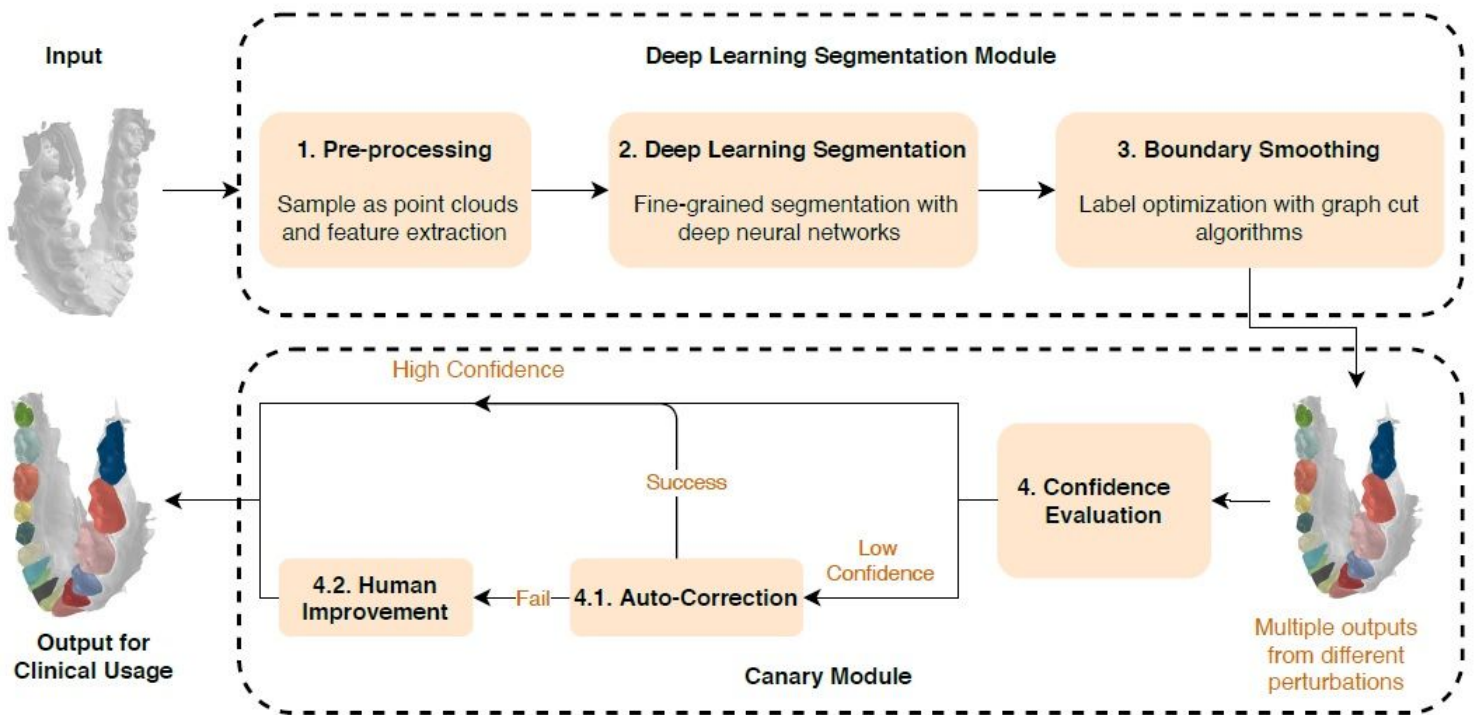 Input
Deep Learning Segmentation Module
1. Pre-processing
Sample as point clouds
and feature extraction
2. Deep Learning Segmentation
Fine-grained segmentation with
deep neural networks
3. Boundary Smoothing
Label optimization with graph cut
algorithms
High Confidence
Success
4. Confidence
Evaluation
Low
Confidence
4.2. Human
Improvement
Fail
4.1. Auto-Correction
Output for
Clinical Usage
Multiple outputs
from different
perturbations
Canary Module